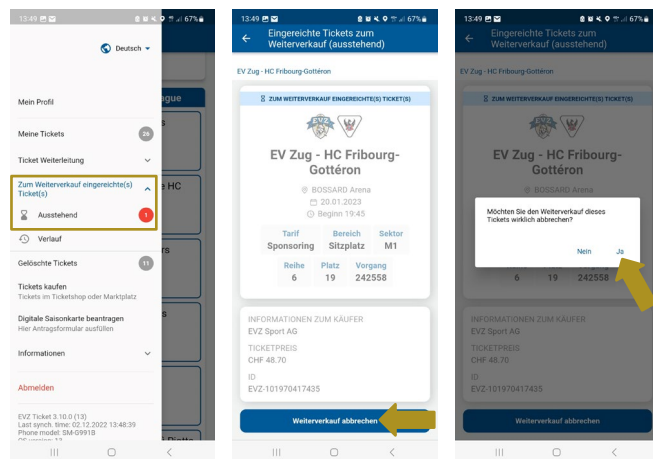 13:49
67%
Deutsch
Mein Profil
Meine Tickets
26
Ticket Weiterleitung
Zum Weiterverkauf eingereichte(s)
Ticket(s)
Ausstehend
1
Verlauf
Gelöschte Tickets
11
Tickets kaufen
Tickets im Ticketshop oder Marktplatz
Digitale Saisonkarte beantragen
Hier Antragsformular ausfüllen
Informationen
Abmelden
EVZ Ticket 3.10.0 (13)
Last synch. time: 02.12.2022 13:48:39
Phone model: SM-G991B
13:49
67%
Eingereichte Tickets zum
Weiterverkauf (ausstehend)
EV Zug - HC Fribourg-Gottéron
ZUM WEITERVERKAUF EINGEREICHTE(S) TICKET(S)
EVZ
EV Zug - HC Fribourg-
Gottéron
BOSSARD Arena
20.01.2023
Beginn 19:45
Tarif Bereich Sektor
Sponsoring Sitzplatz M1
Reihe Platz Vorgang
6 19 242558
INFORMATIONEN ZUM KÄUFER
EVZ Sport AG
TICKETPREIS
CHF 48.70
ID
EVZ-101970417435
Weiterverkauf abbrechen
13:49
67%
Eingereichte Tickets zum
Weiterverkauf (ausstehend)
EV Zug - HC Fribourg-Gottéron
ZUM WEITERVERKAUF EINGEREICHTE(S) TICKET(S)
EV Zug - HC Fribourg-
Gottéron
BOSSARD Arena
Möchten Sie den Weiterverkauf dieses
Tickets wirklich abbrechen?
Nein Ja
6 19 242558
INFORMATIONEN ZUM KÄUFER
EVZ Sport AG
TICKETPREIS
CHF 48.70
ID
EVZ-101970417435
Weiterverkauf abbrechen